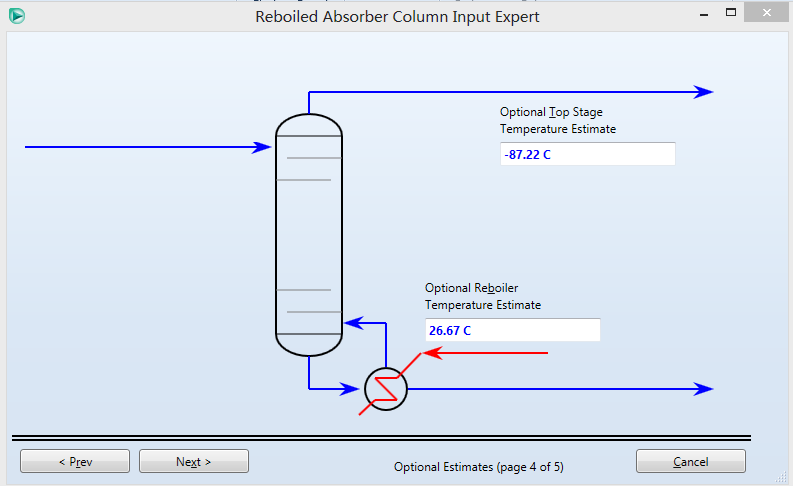 Reboiled Absorber Column Input Expert
Optional Top Stage
Temperature Estimate
-87.22 C
Optional Reboiler
Temperature Estimate
26.67 C
< Prev
Next >
Optional Estimates (page 4 of 5)
Cancel